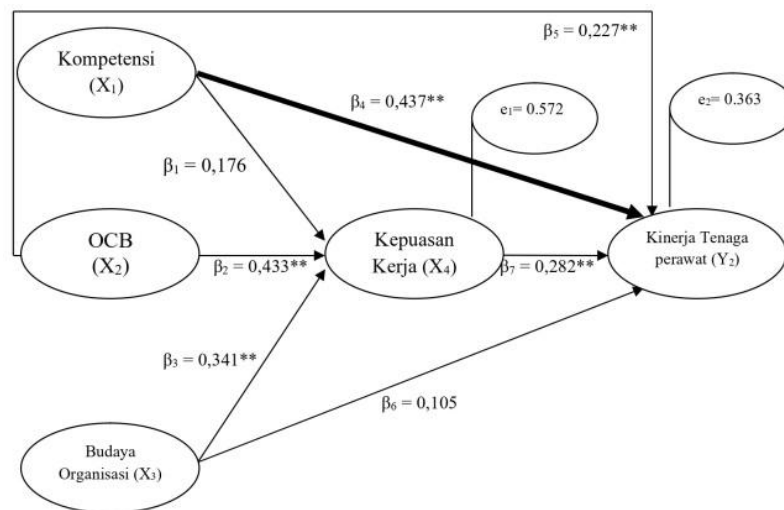 β₅ = 0,227**
Kompetensi
(X₁)
β₄ = 0,437**
e₁= 0.572
e₂= 0.363
β₁ = 0,176
OCB
(X₂)
β₂ = 0,433**
Kepuasan
Kerja (X₄)
β₇ = 0,282**
Kinerja Tenaga
perawat (Y₂)
β₃ = 0,341**
β₆ = 0,105
Budaya
Organisasi (X₃)